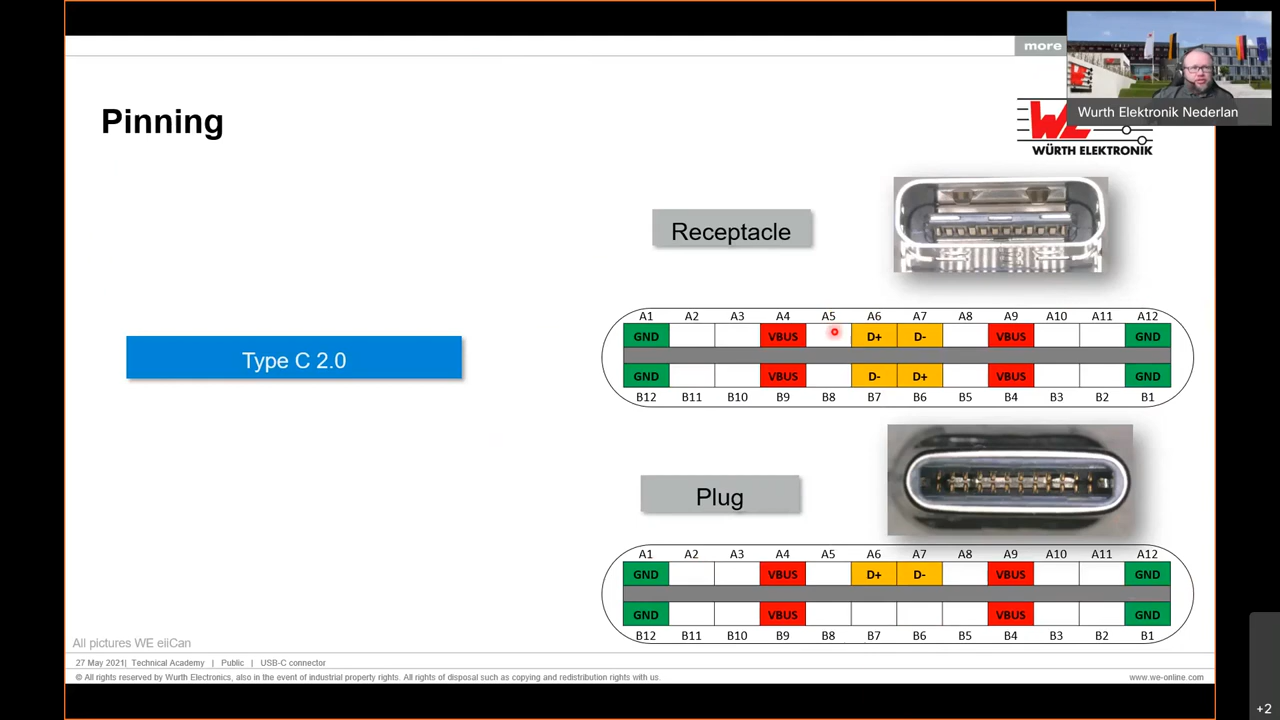 more
Wurth Elektronik Nederlan
Pinning
WE
WÜRTH ELEKTRONIK
Receptacle
A1 A2 A3 A4 A5 A6 A7 A8 A9 A10 A11 A12
GND VBUS D+ D- VBUS GND
GND VBUS D- D+ VBUS GND
B12 B11 B10 B9 B8 B7 B6 B5 B4 B3 B2 B1
Type C 2.0
Plug
A1 A2 A3 A4 A5 A6 A7 A8 A9 A10 A11 A12
GND VBUS D+ D- VBUS GND
GND VBUS VBUS GND
B12 B11 B10 B9 B8 B7 B6 B5 B4 B3 B2 B1
All pictures WE eiiCan
27 May 2021| Technical Academy | Public | USB-C connector
© All rights reserved by Wurth Electronics, also in the event of industrial property rights. All rights of disposal such as copying and redistribution rights with us.
www.we-online.com
+2